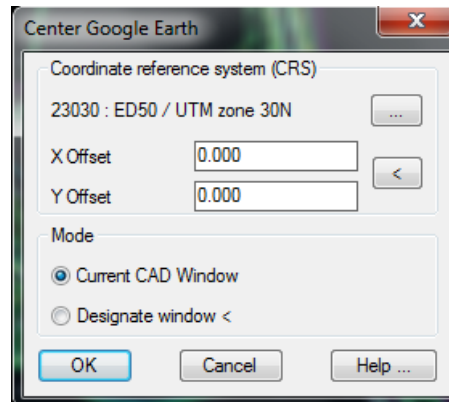 Center Google Earth
Coordinate reference system (CRS)
23030 : ED50 / UTM zone 30N
...
X Offset
0.000
<
Y Offset
0.000
Mode
Current CAD Window
Designate window <
OK
Cancel
Help ...